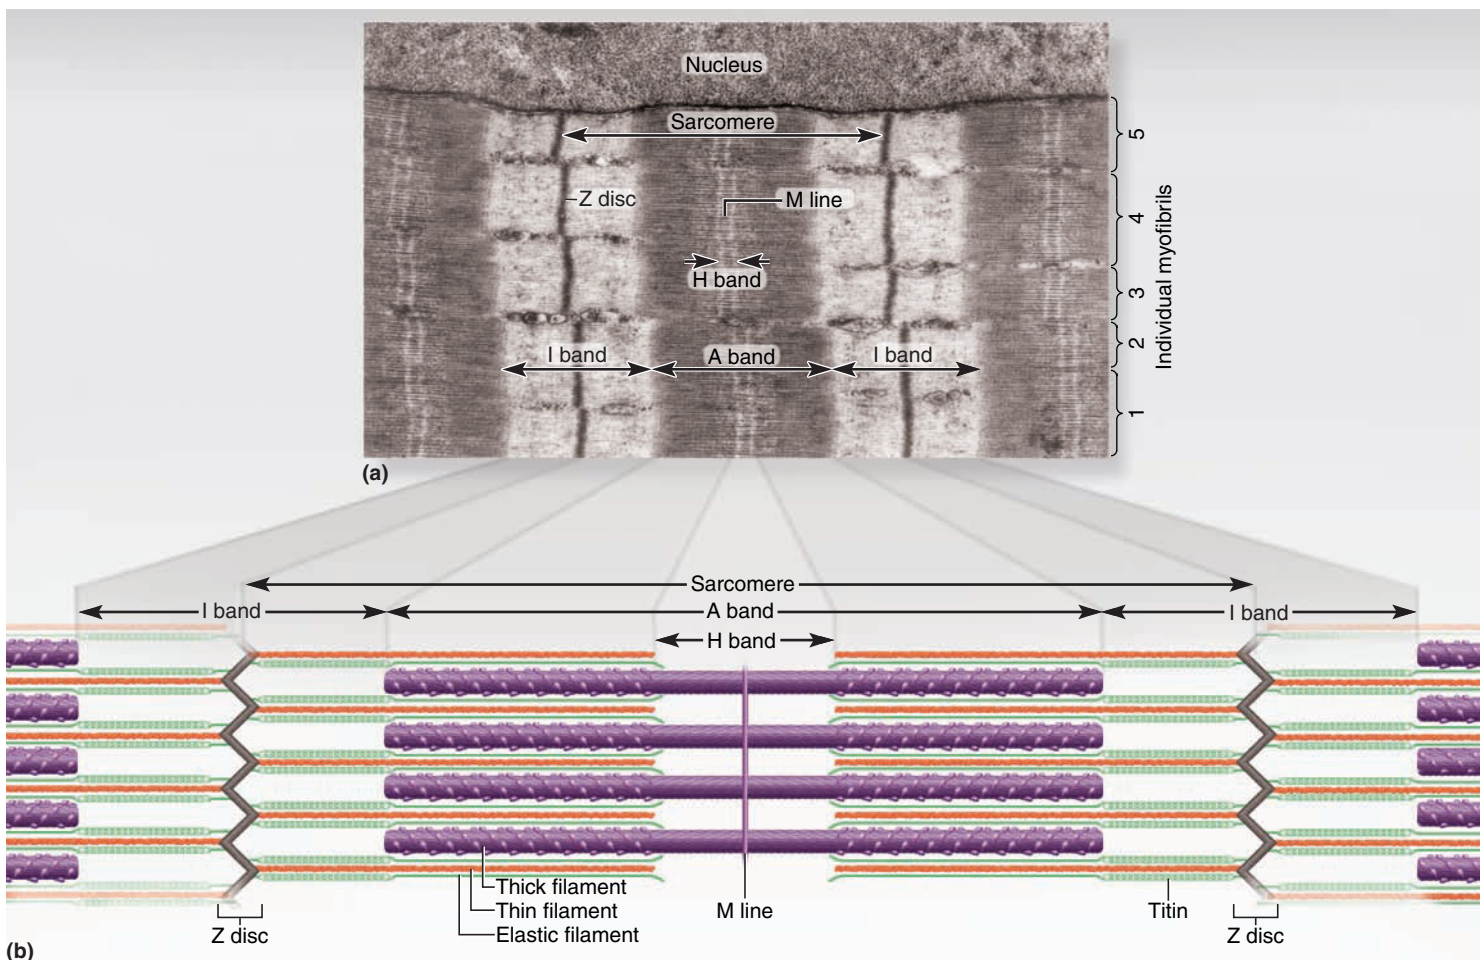 Nucleus
Sarcomere
5
Z disc
M line
4
H band
3
Individual myofibrils
I band
A band
I band
2
1
(a)
Sarcomere
I band
A band
I band
H band
Thick filament
Thin filament
M line
Titin
Elastic filament
Z disc
Z disc
(b)